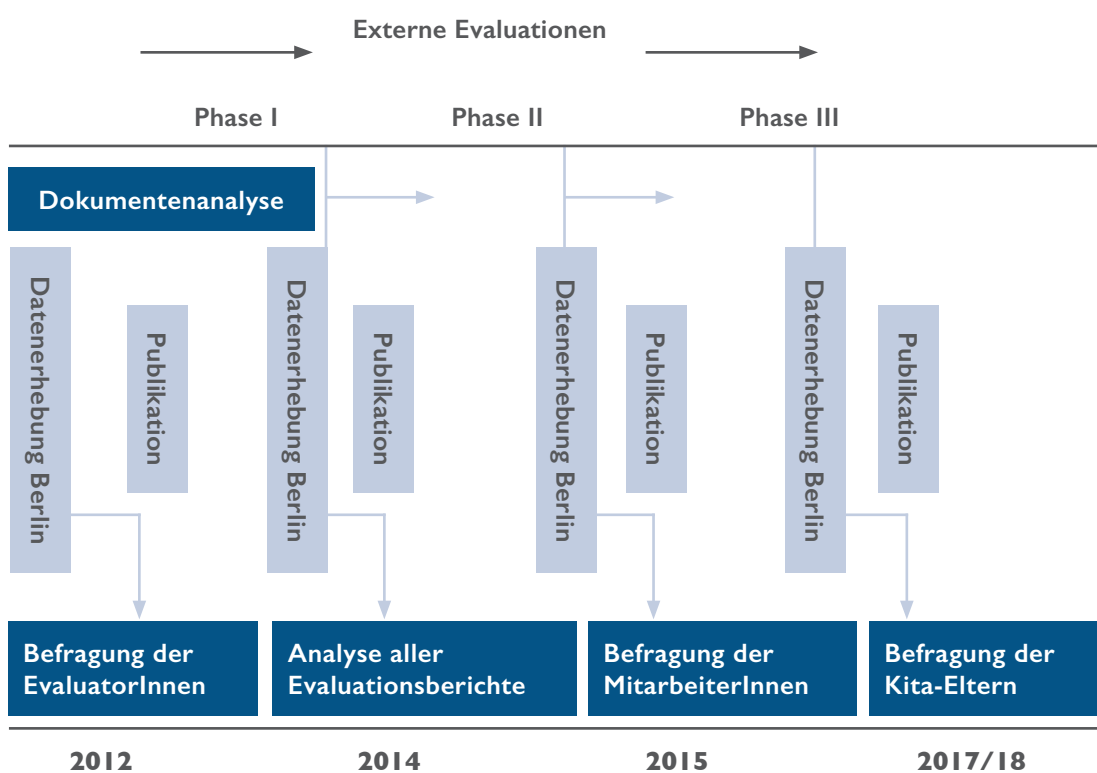 Externe Evaluationen
Phase I
Phase II
Phase III
Dokumentenanalyse
Datenerhebung Berlin
Publikation
Datenerhebung Berlin
Publikation
Datenerhebung Berlin
Publikation
Datenerhebung Berlin
Publikation
Befragung der
EvaluatorInnen
Analyse aller
Evaluationsberichte
Befragung der
MitarbeiterInnen
Befragung der
Kita-Eltern
2012
2014
2015
2017/18